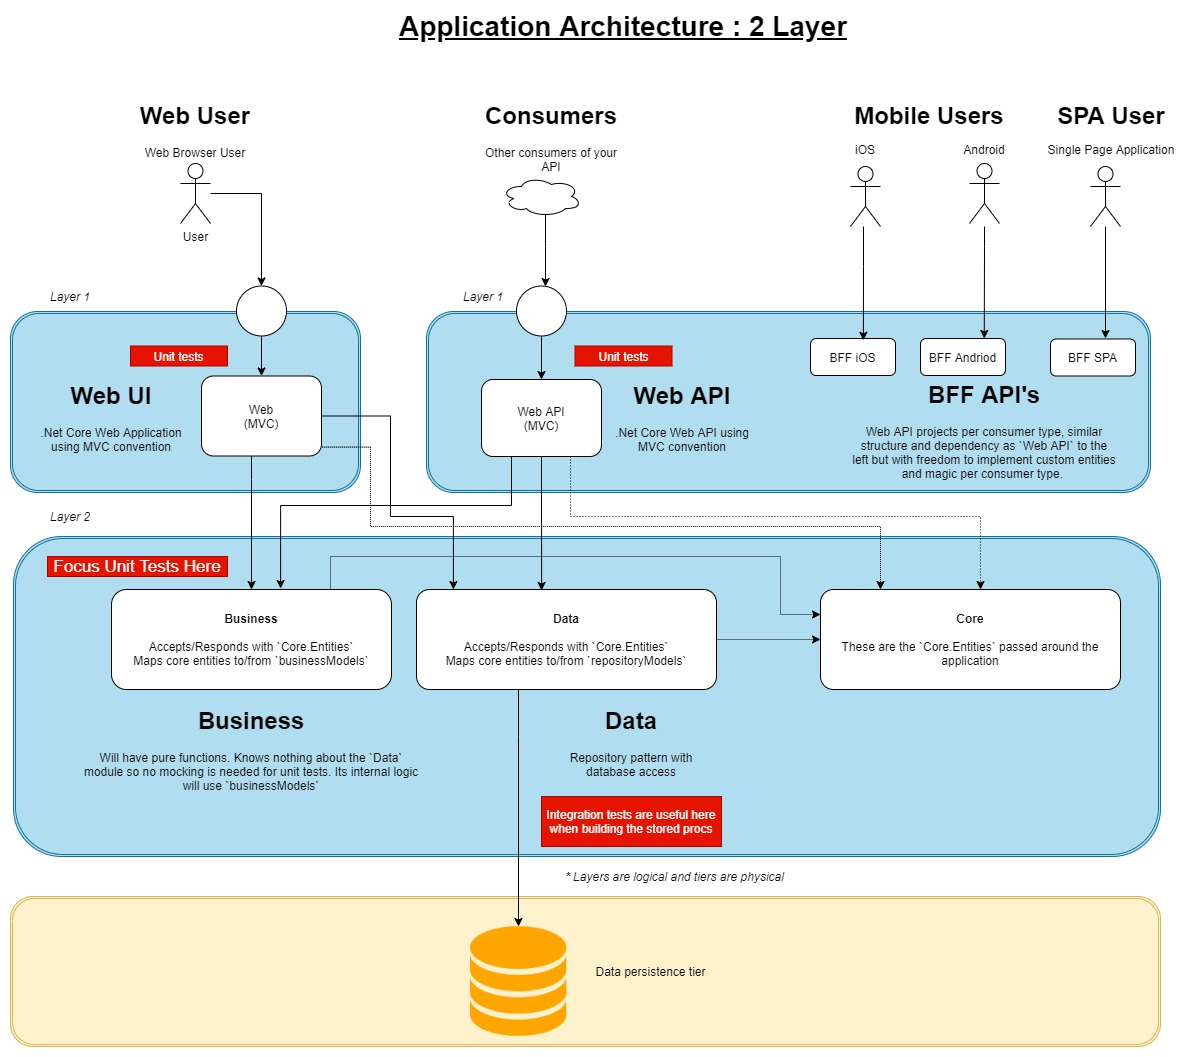 Application Architecture : 2 Layer
Web User
Consumers
Mobile Users
SPA User
Web Browser User
Other consumers of your
API
iOS
Android
Single Page Application
User
Layer 1
Layer 1
Unit tests
Unit tests
BFF iOS
BFF Andriod
BFF SPA
Web UI
Web
(MVC)
Web API
(MVC)
Web API
BFF API's
.Net Core Web Application
using MVC convention
.Net Core Web API using
MVC convention
Web API projects per consumer type, similar
structure and dependency as `Web API` to the
left but with freedom to implement custom entities
and magic per consumer type.
Layer 2
Focus Unit Tests Here
Business
Accepts/Responds with `Core.Entities`
Maps core entities to/from `businessModels`
Data
Accepts/Responds with `Core.Entities`
Maps core entities to/from `repositoryModels`
Core
These are the `Core.Entities` passed around the
application
Business
Will have pure functions. Knows nothing about the `Data`
module so no mocking is needed for unit tests. Its internal logic
will use `businessModels`
Data
Repository pattern with
database access
Integration tests are useful here
when building the stored procs
* Layers are logical and tiers are physical
Data persistence tier